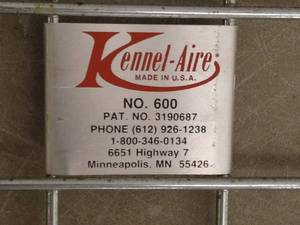 Kennel-Aire
MADE IN U.S.A.
NO. 600
PAT. NO. 3190687
PHONE (612) 926-1238
1-800-346-0134
6651 Highway 7
Minneapolis, MN 55426